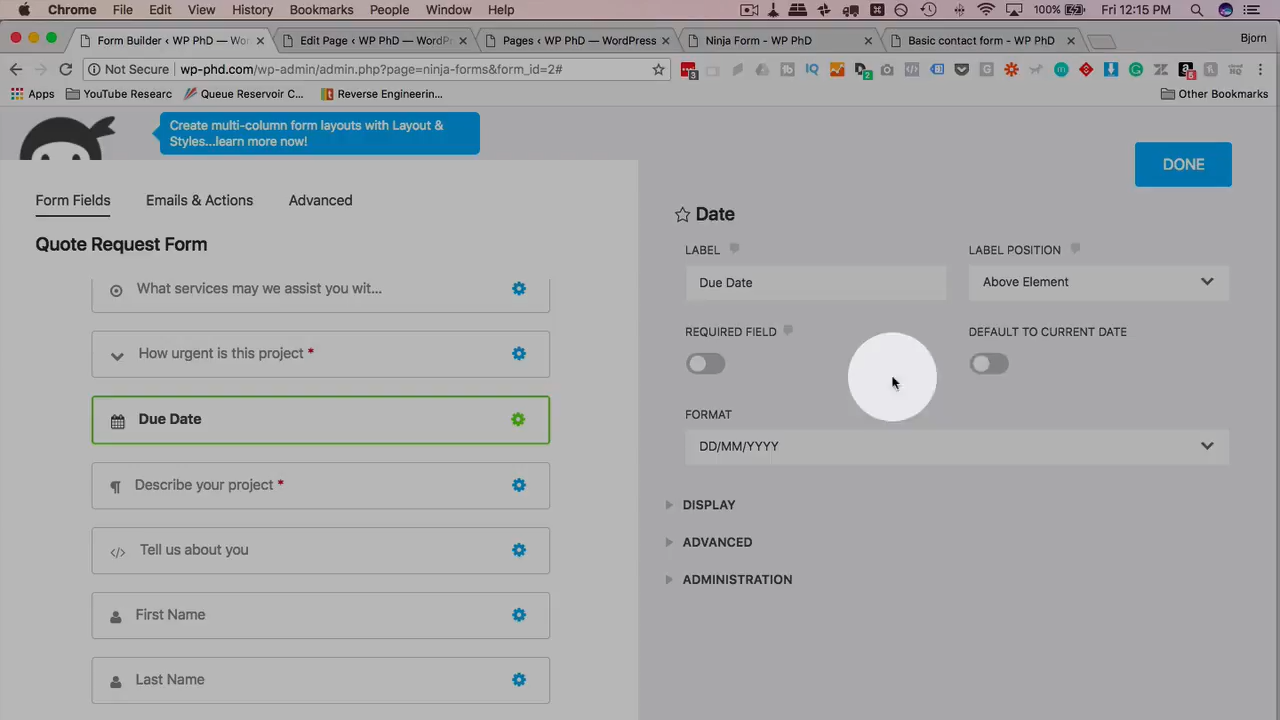 Chrome File Edit View History Bookmarks People Window Help 100% Fri 12:15 PM
Form Builder ‹ WP PhD — Wor Edit Page ‹ WP PhD — WordPr Pages ‹ WP PhD — WordPress Ninja Form - WP PhD Basic contact form - WP PhD Bjorn
Not Secure wp-phd.com/wp-admin/admin.php?page=ninja-forms&form_id=2#
Apps YouTube Researc Queue Reservoir C... Reverse Engineerin... Other Bookmarks
Create multi-column form layouts with Layout &
Styles...learn more now!
DONE
Form Fields Emails & Actions Advanced
Quote Request Form
What services may we assist you wit...
How urgent is this project *
Due Date
Describe your project *
Tell us about you
First Name
Last Name
Date
LABEL LABEL POSITION
Due Date Above Element
REQUIRED FIELD DEFAULT TO CURRENT DATE
FORMAT
DD/MM/YYYY
DISPLAY
ADVANCED
ADMINISTRATION